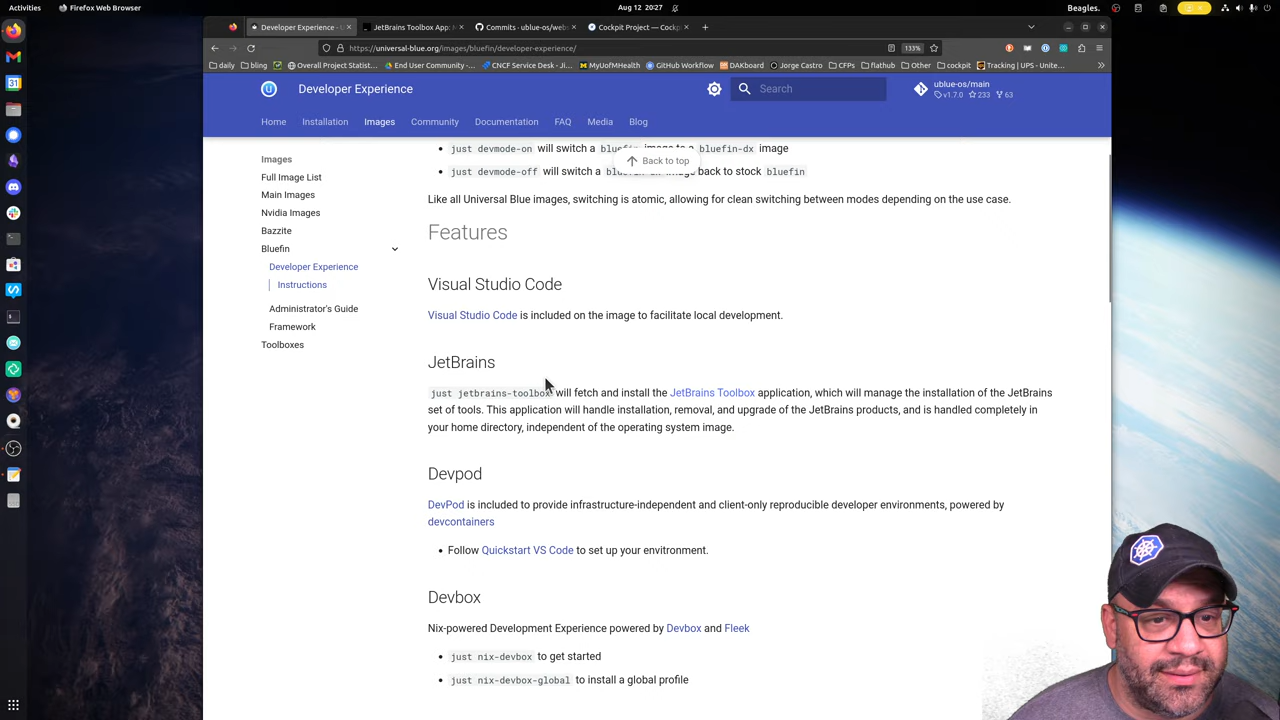 Activities
Firefox Web Browser
Aug 12 20:27
Beagles.
Developer Experience -
JetBrains Toolbox App: M
Commits · ublue-os/web
Cockpit Project — Cockp
https://universal-blue.org/images/bluefin/developer-experience/
133%
daily
bling
Overall Project Statist...
End User Community -...
CNCF Service Desk - Ji...
MyUofMHealth
GitHub Workflow
DAKboard
Jorge Castro
CFPs
flathub
Other
cockpit
Tracking | UPS - Unite...
Developer Experience
Search
ublue-os/main
v1.7.0 233 63
Home
Installation
Images
Community
Documentation
FAQ
Media
Blog
Images
Full Image List
Main Images
Nvidia Images
Bazzite
Bluefin
Developer Experience
Instructions
Administrator's Guide
Framework
Toolboxes
just devmode-on will switch a bluefin image to a bluefin-dx image
Back to top
just devmode-off will switch a bluefin-dx image back to stock bluefin
Like all Universal Blue images, switching is atomic, allowing for clean switching between modes depending on the use case.
Features
Visual Studio Code
Visual Studio Code is included on the image to facilitate local development.
JetBrains
just jetbrains-toolbox will fetch and install the JetBrains Toolbox application, which will manage the installation of the JetBrains
set of tools. This application will handle installation, removal, and upgrade of the JetBrains products, and is handled completely in
your home directory, independent of the operating system image.
Devpod
DevPod is included to provide infrastructure-independent and client-only reproducible developer environments, powered by
devcontainers
Follow Quickstart VS Code to set up your envitronment.
Devbox
Nix-powered Development Experience powered by Devbox and Fleek
just nix-devbox to get started
just nix-devbox-global to install a global profile